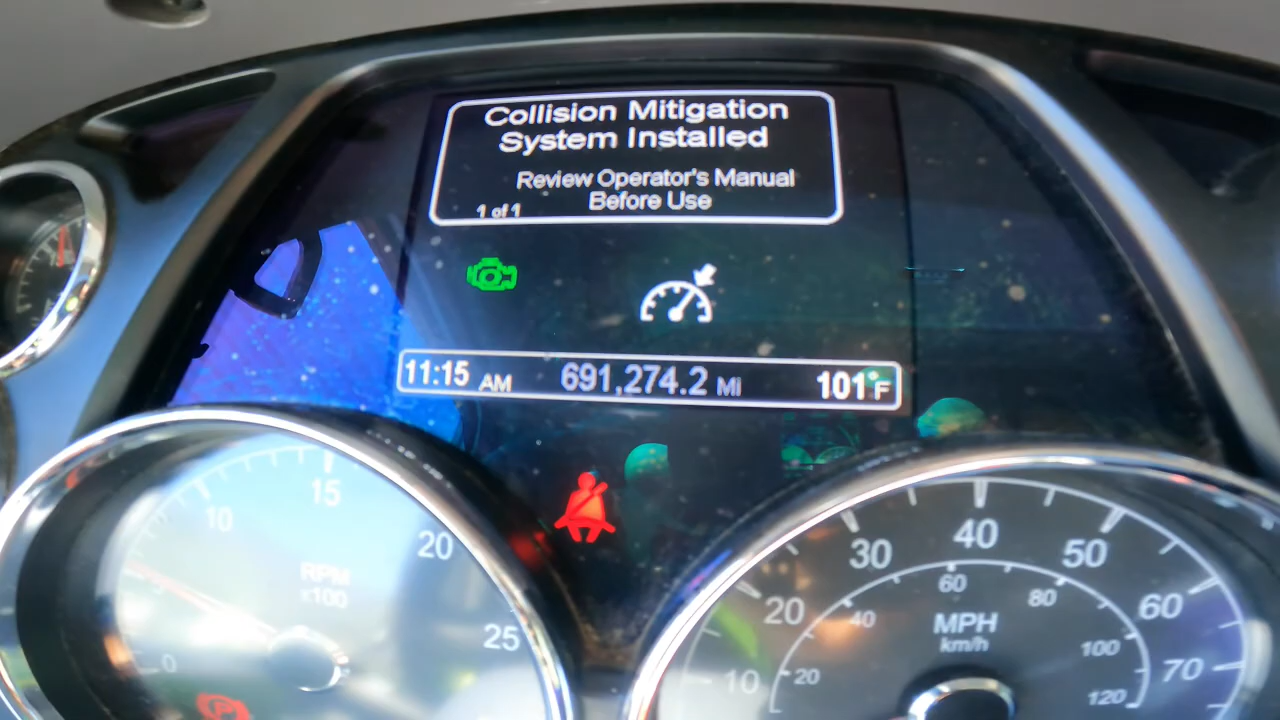 Collision Mitigation
System Installed
Review Operator's Manual
Before Use
1 of 1
11:15 AM 691,274.2 Mi 101 F
0
10
15
20
25
RPM
x100
10
20
30
40
50
60
70
20
40
60
80
100
120
MPH
km/h